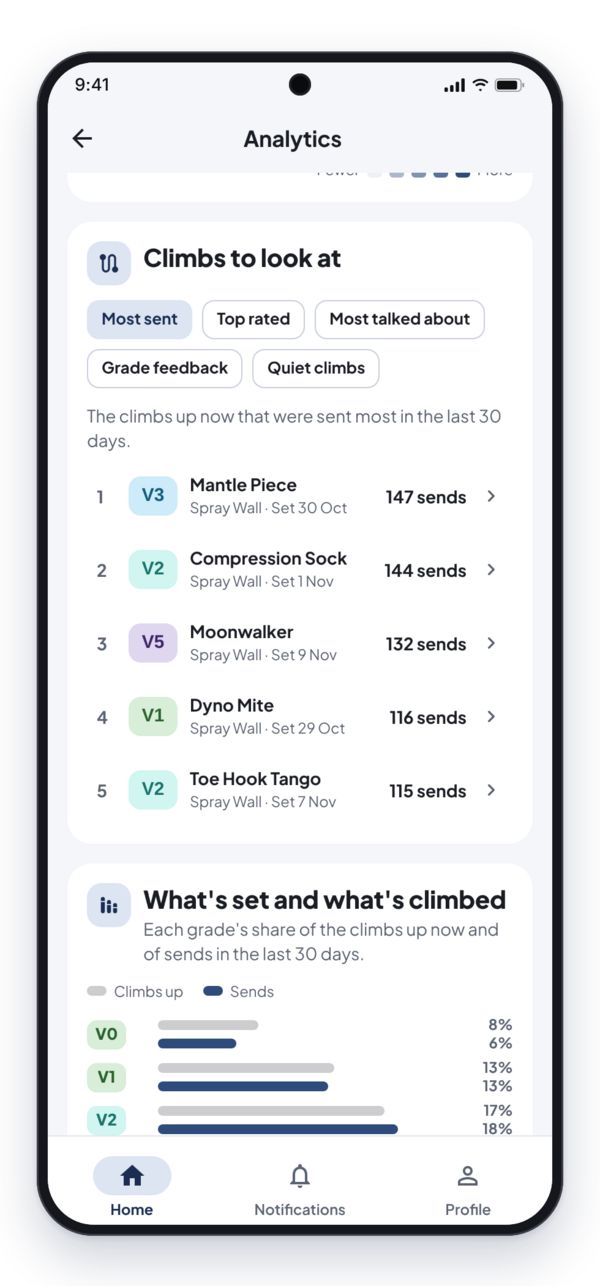 9:41
Analytics
Fewer More
Climbs to look at
Most sent Top rated Most talked about
Grade feedback Quiet climbs
The climbs up now that were sent most in the last 30
days.
1 V3 Mantle Piece 147 sends
Spray Wall · Set 30 Oct
2 V2 Compression Sock 144 sends
Spray Wall · Set 1 Nov
3 V5 Moonwalker 132 sends
Spray Wall · Set 9 Nov
4 V1 Dyno Mite 116 sends
Spray Wall · Set 29 Oct
5 V2 Toe Hook Tango 115 sends
Spray Wall · Set 7 Nov
What's set and what's climbed
Each grade's share of the climbs up now and
of sends in the last 30 days.
Climbs up Sends
V0 8%
6%
V1 13%
13%
V2 17%
18%
Home Notifications Profile